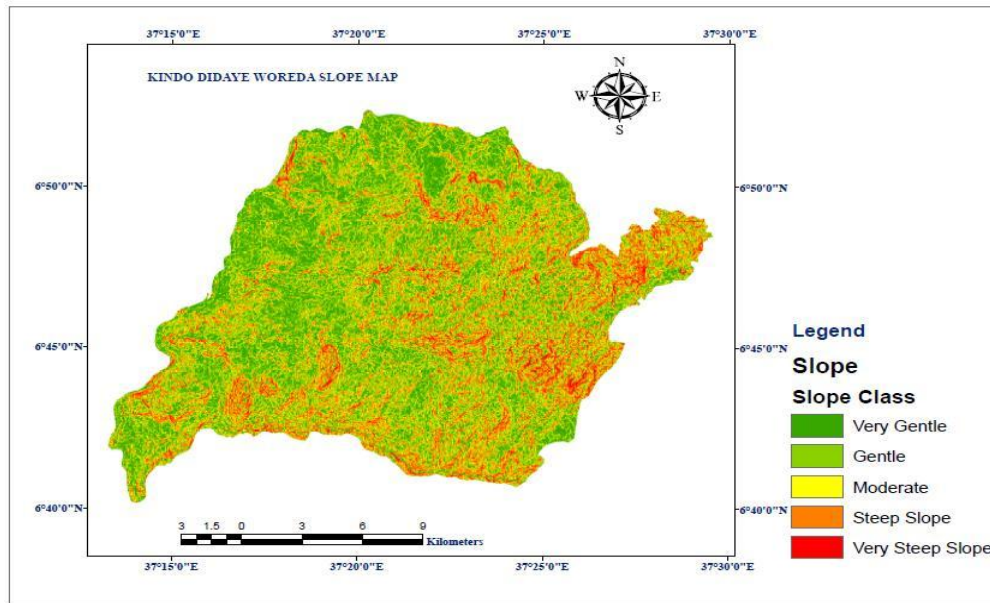 37°15'0"E 37°20'0"E 37°25'0"E 37°30'0"E
KINDO DIDAYE WOREDA SLOPE MAP
N
W E
S
6°50'0"N 6°50'0"N
6°45'0"N 6°45'0"N
6°40'0"N 6°40'0"N
Legend
Slope
Slope Class
Very Gentle
Gentle
Moderate
Steep Slope
Very Steep Slope
3 1.5 0 3 6 9
Kilometers
37°15'0"E 37°20'0"E 37°25'0"E 37°30'0"E